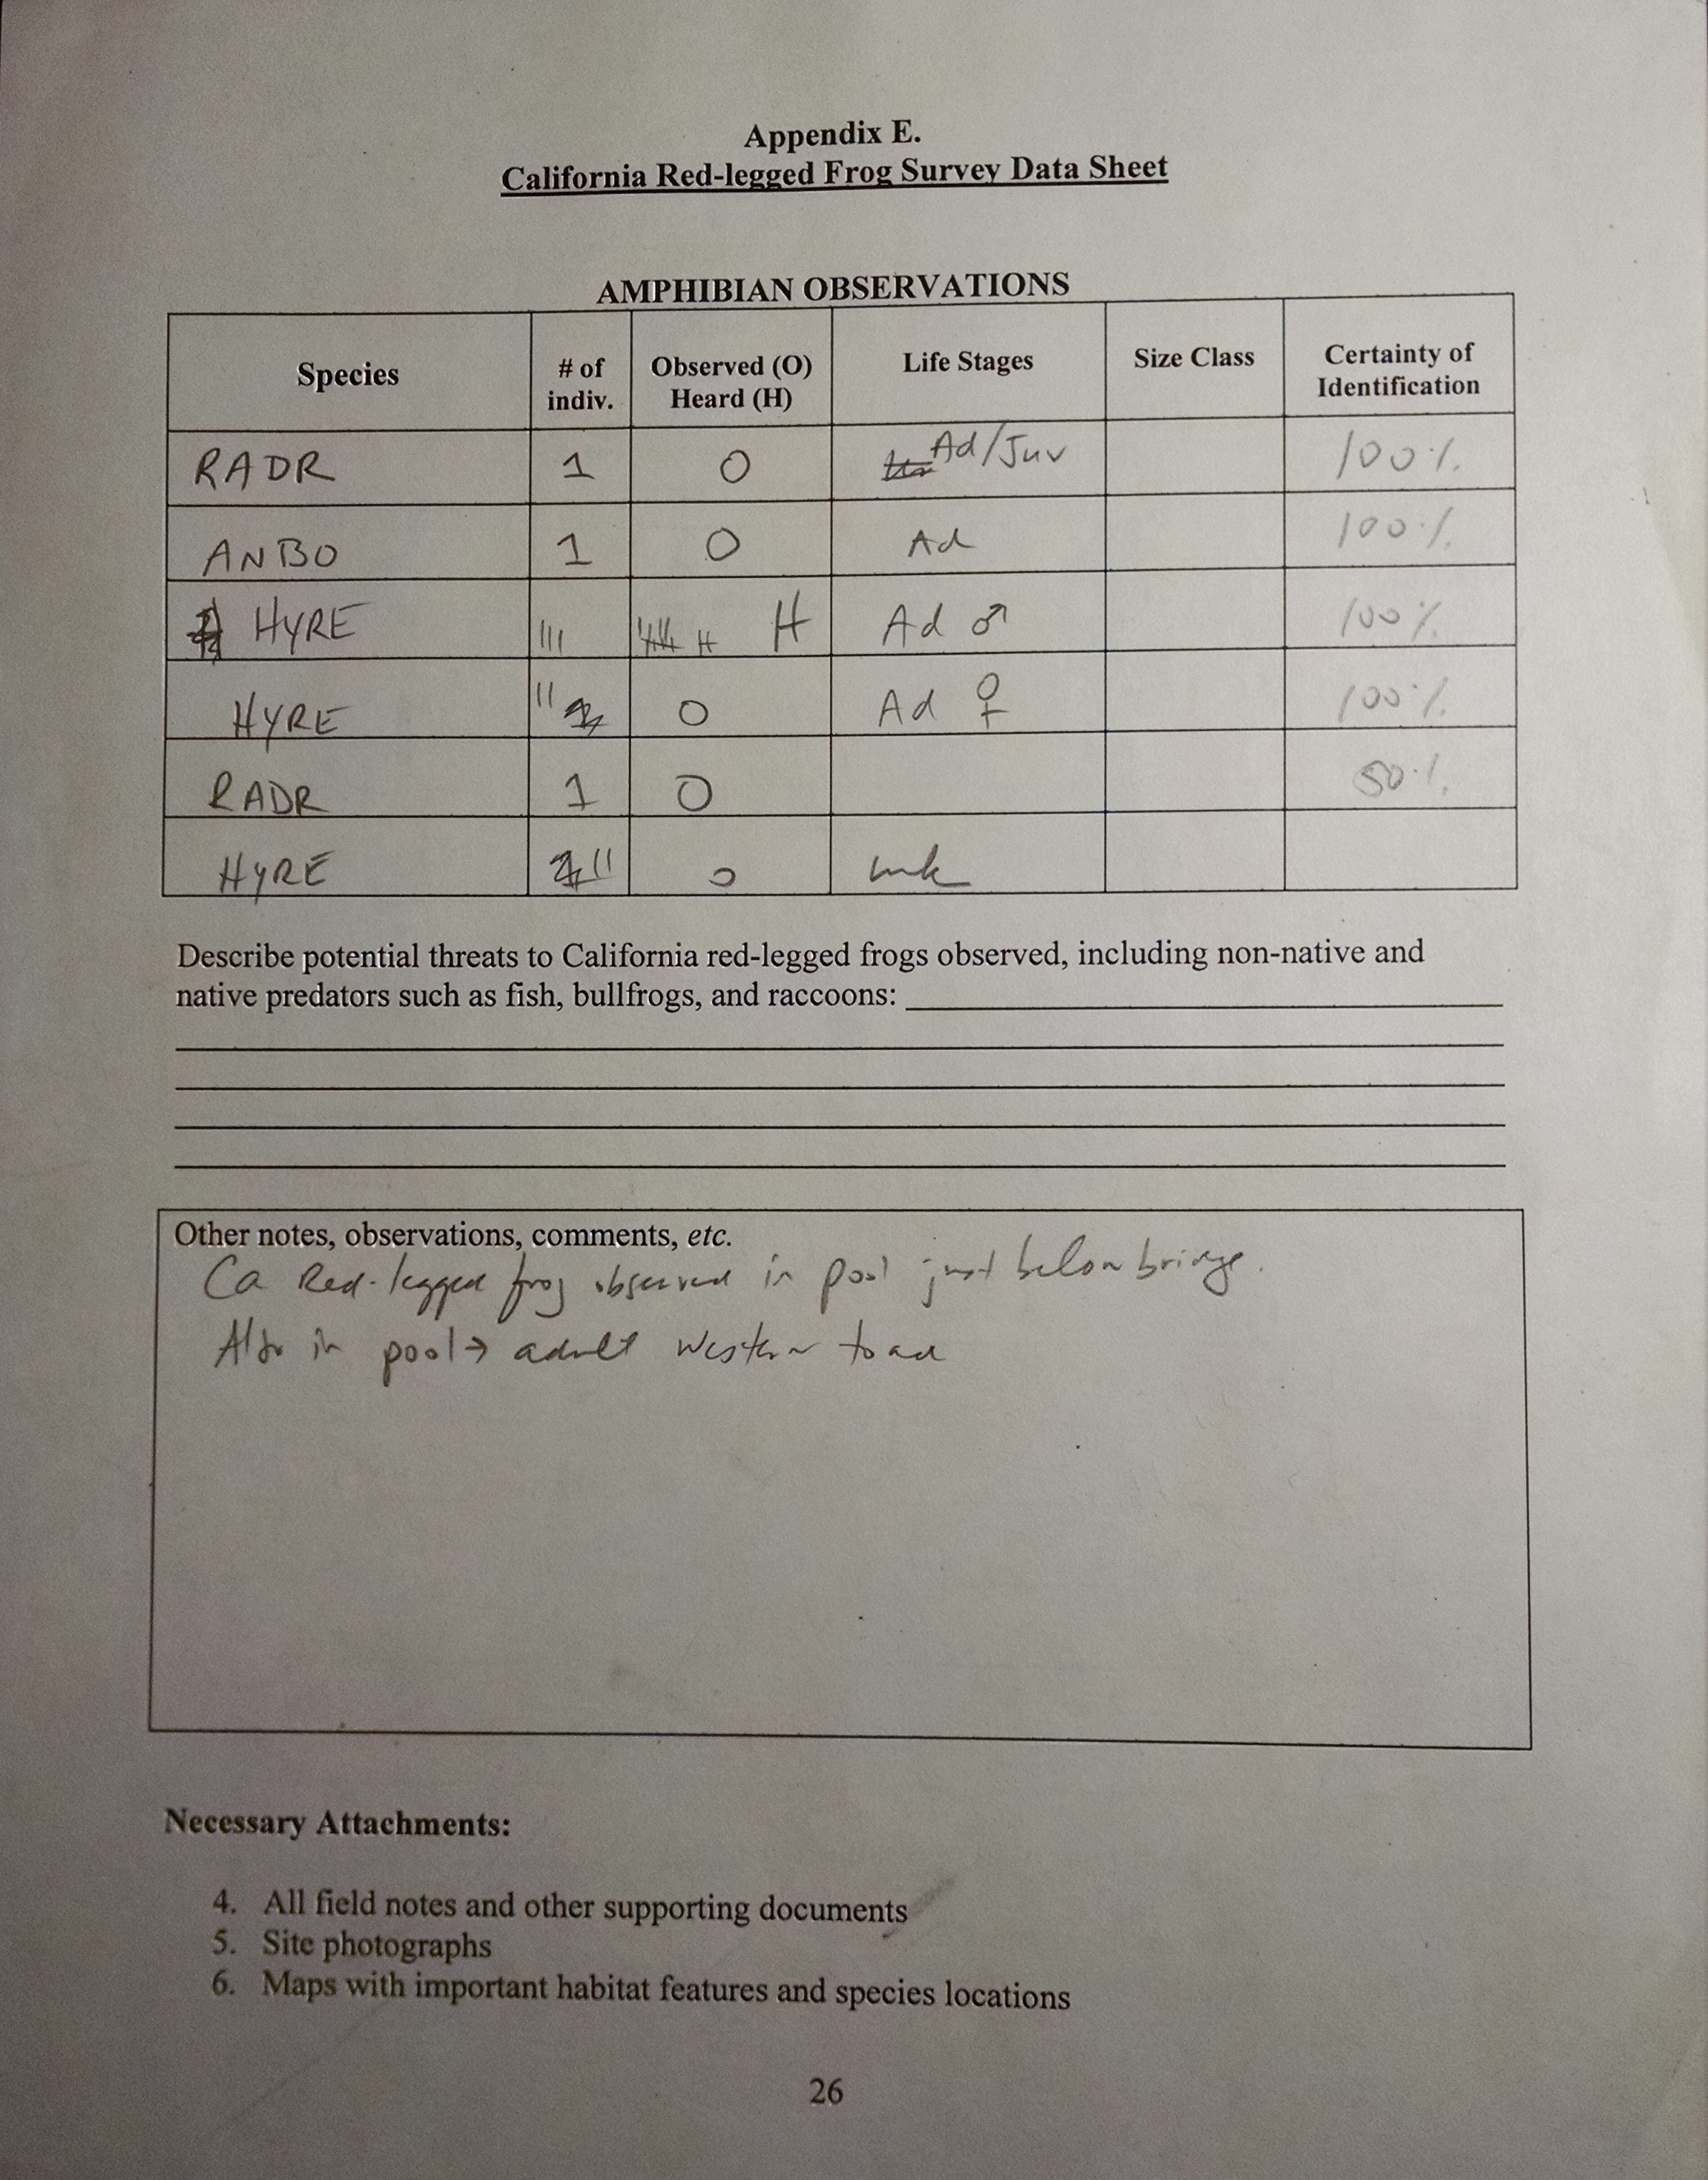 Appendix E.
California Red-legged Frog Survey Data Sheet
AMPHIBIAN OBSERVATIONS
Species # of indiv. Observed (O) Heard (H) Life Stages Size Class Certainty of Identification
RADR 1 O Ad/Juv 100%
ANBO 1 O Ad 100%
HYRE ||| H H Ad ♂ 100%
HYRE || O Ad ♀ 100%
RADR 1 O 50%
HYRE || O unk
Describe potential threats to California red-legged frogs observed, including non-native and
native predators such as fish, bullfrogs, and raccoons:
Other notes, observations, comments, etc.
Ca Red-legged frog observed in pool just below bridge.
Also in pool → adult western toad
Necessary Attachments:
4. All field notes and other supporting documents
5. Site photographs
6. Maps with important habitat features and species locations
26